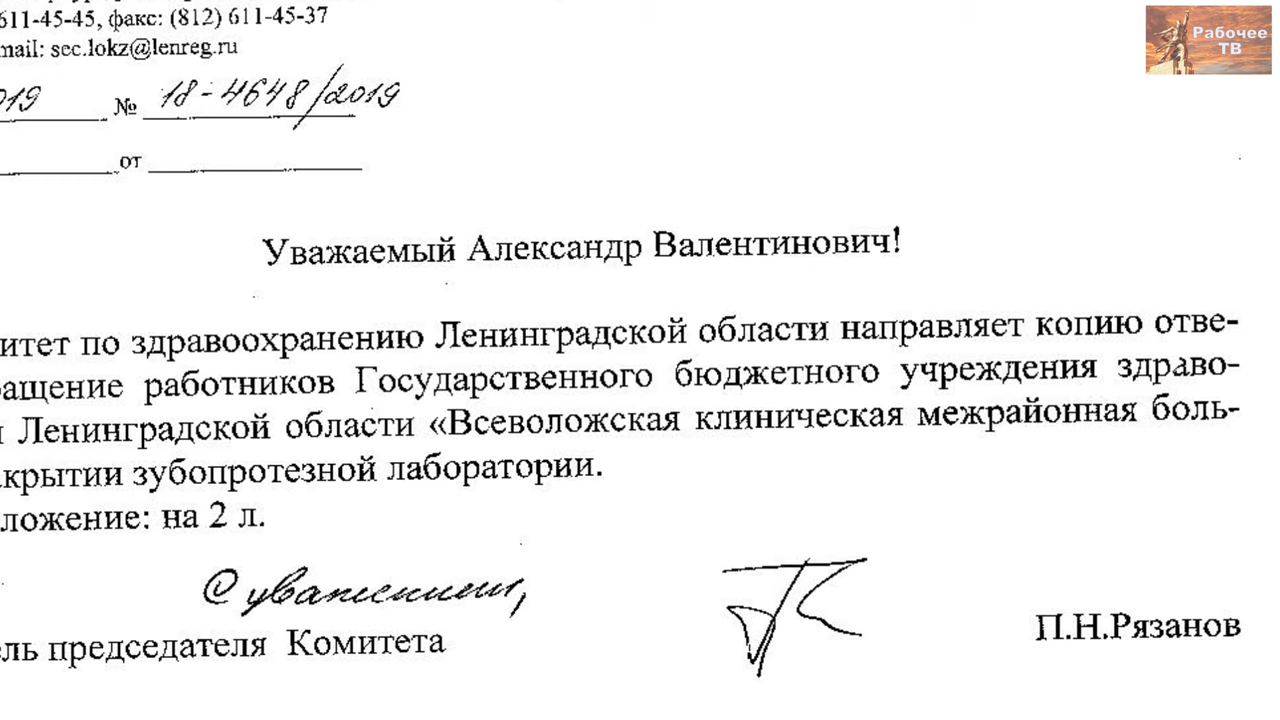 611-45-45, факс: (812) 611-45-37
mail: sec.lokz@lenreg.ru
019 № 18-4648/2019
от
Рабочее
ТВ
Уважаемый Александр Валентинович!
итет по здравоохранению Ленинградской области направляет копию отве-
ращение работников Государственного бюджетного учреждения здраво-
и Ленинградской области «Всеволожская клиническая межрайонная боль-
акрытии зубопротезной лаборатории.
ложение: на 2 л.
С уважением,
ель председателя Комитета
П.Н.Рязанов